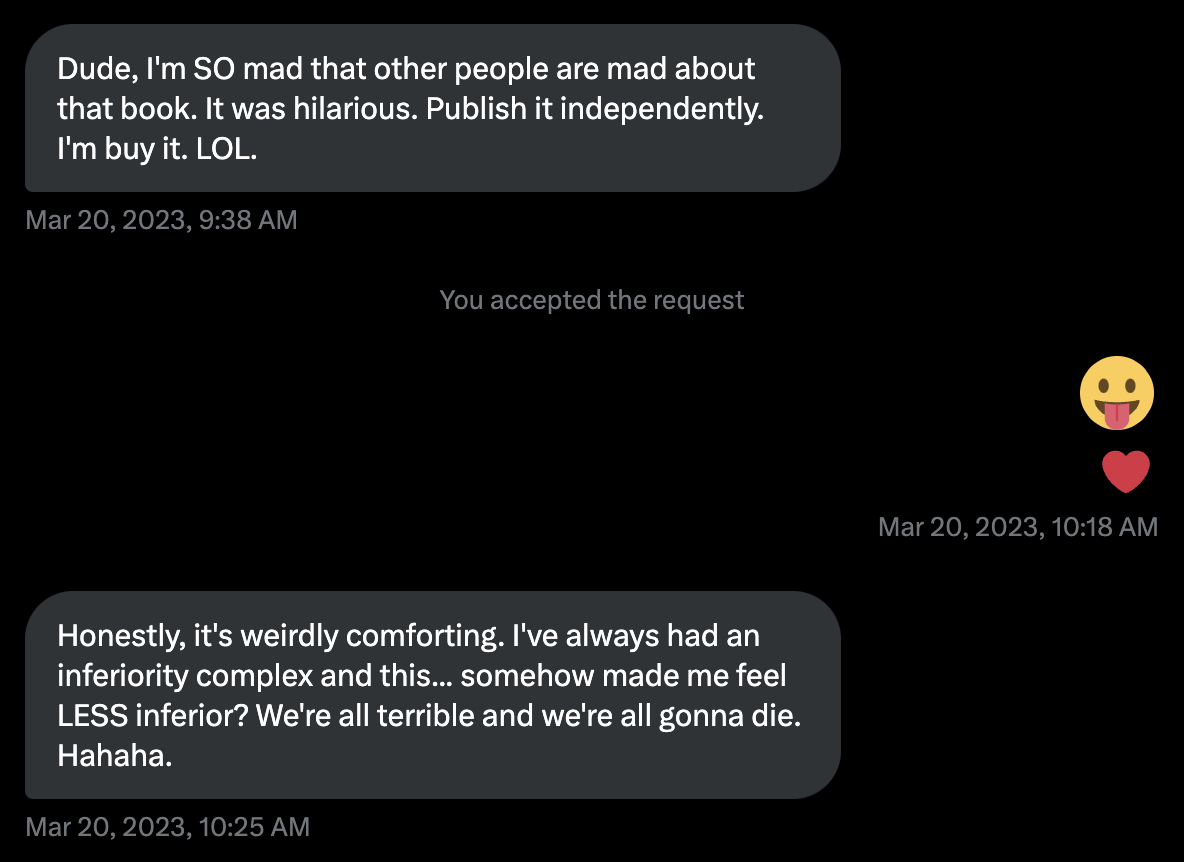 Dude, I'm SO mad that other people are mad about
that book. It was hilarious. Publish it independently.
I'm buy it. LOL.
Mar 20, 2023, 9:38 AM
You accepted the request
Mar 20, 2023, 10:18 AM
Honestly, it's weirdly comforting. I've always had an
inferiority complex and this... somehow made me feel
LESS inferior? We're all terrible and we're all gonna die.
Hahaha.
Mar 20, 2023, 10:25 AM